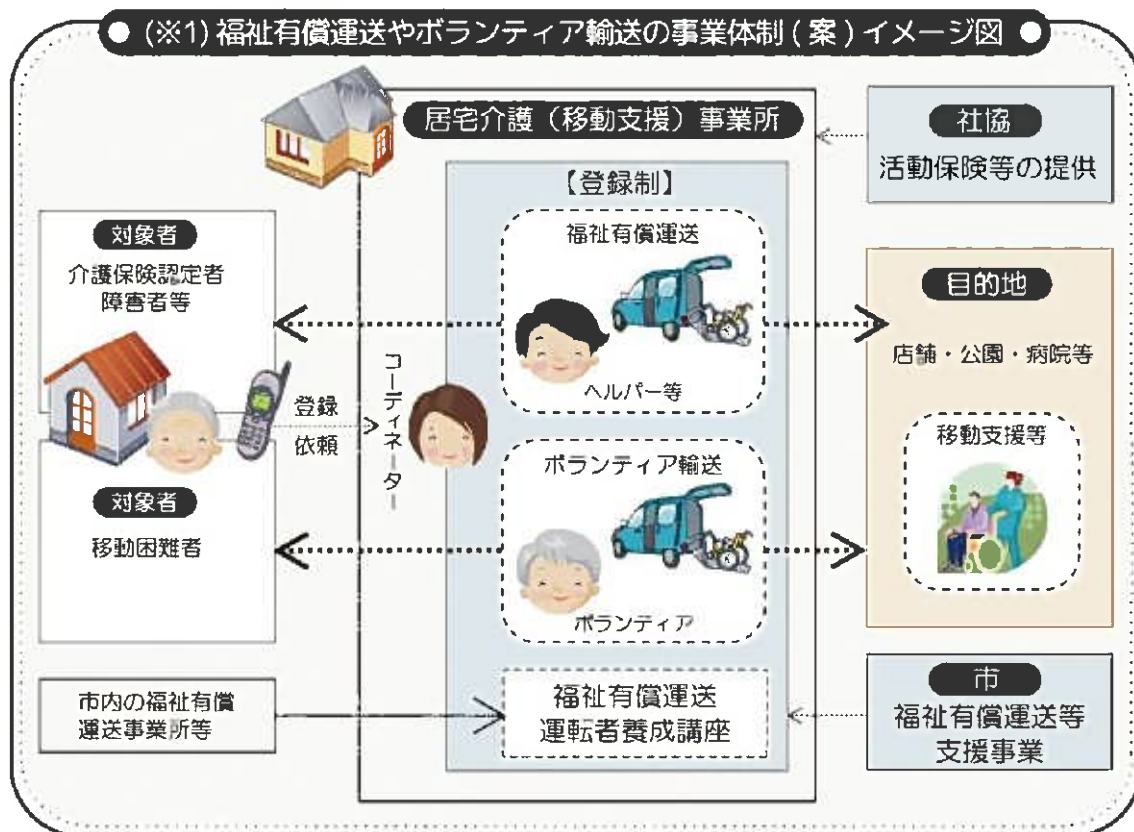 (※1) 福祉有償運送やボランティア輸送の事業体制(案)イメージ図
居宅介護(移動支援)事業所
社協
活動保険等の提供
【登録制】
対象者
介護保険認定者
障害者等
福祉有償運送
ヘルパー等
目的地
店舗・公園・病院等
登録
依頼
コーディネーター
移動支援等
対象者
移動困難者
ボランティア輸送
ボランティア
市内の福祉有償
運送事業所等
福祉有償運送
運転者養成講座
市
福祉有償運送等
支援事業